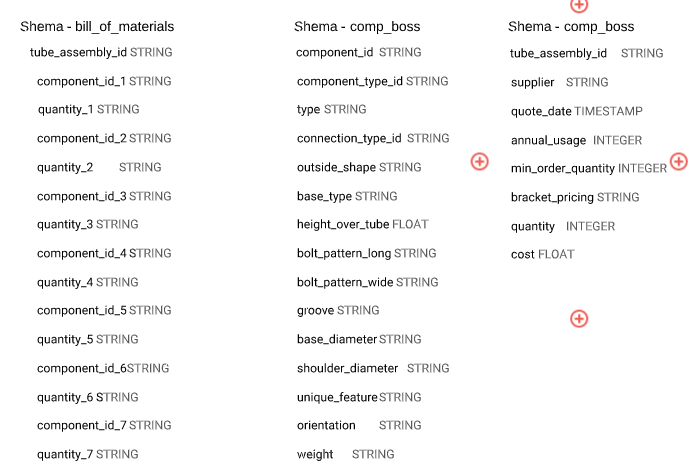 Shema - bill_of_materials
tube_assembly_id STRING
component_id_1 STRING
quantity_1 STRING
component_id_2 STRING
quantity_2 STRING
component_id_3 STRING
quantity_3 STRING
component_id_4 STRING
quantity_4 STRING
component_id_5 STRING
quantity_5 STRING
component_id_6STRING
quantity_6 STRING
component_id_7 STRING
quantity_7 STRING
Shema - comp_boss
component_id STRING
component_type_id STRING
type STRING
connection_type_id STRING
outside_shape STRING
base_type STRING
height_over_tube FLOAT
bolt_pattern_long STRING
bolt_pattern_wide STRING
groove STRING
base_diameter STRING
shoulder_diameter STRING
unique_feature STRING
orientation STRING
weight STRING
Shema - comp_boss
tube_assembly_id STRING
supplier STRING
quote_date TIMESTAMP
annual_usage INTEGER
min_order_quantity INTEGER
bracket_pricing STRING
quantity INTEGER
cost FLOAT